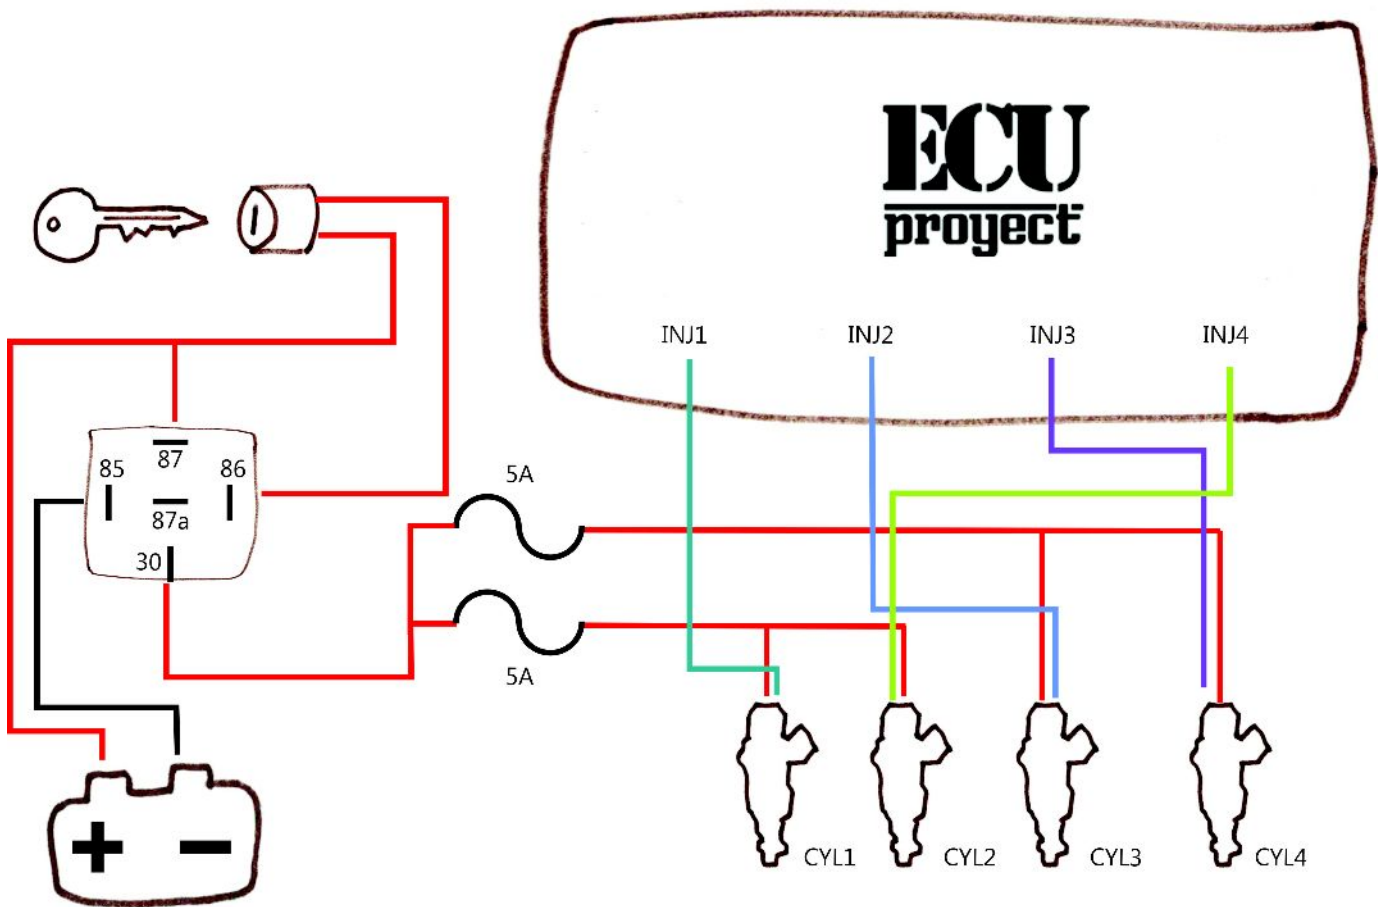 ECU
proyect
INJ1 INJ2 INJ3 INJ4
87
85 86
87a
30
5A
5A
+ −
CYL1 CYL2 CYL3 CYL4